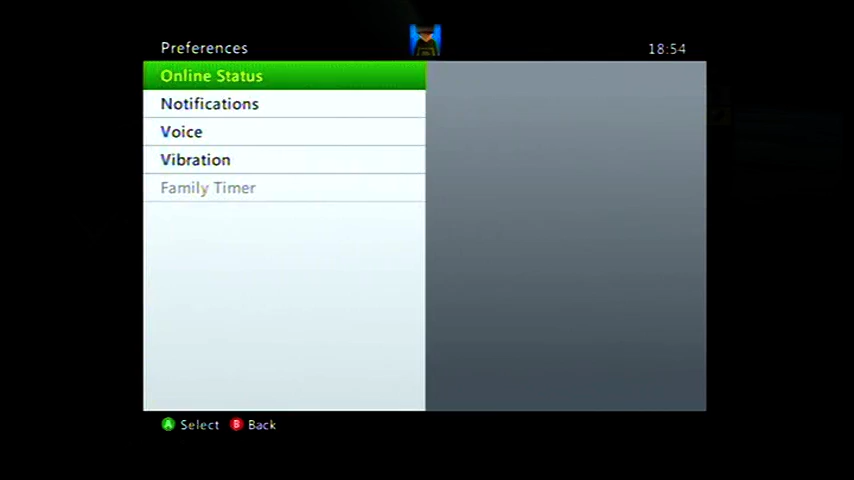 Preferences
18:54
Online Status
Notifications
Voice
Vibration
Family Timer
A Select B Back